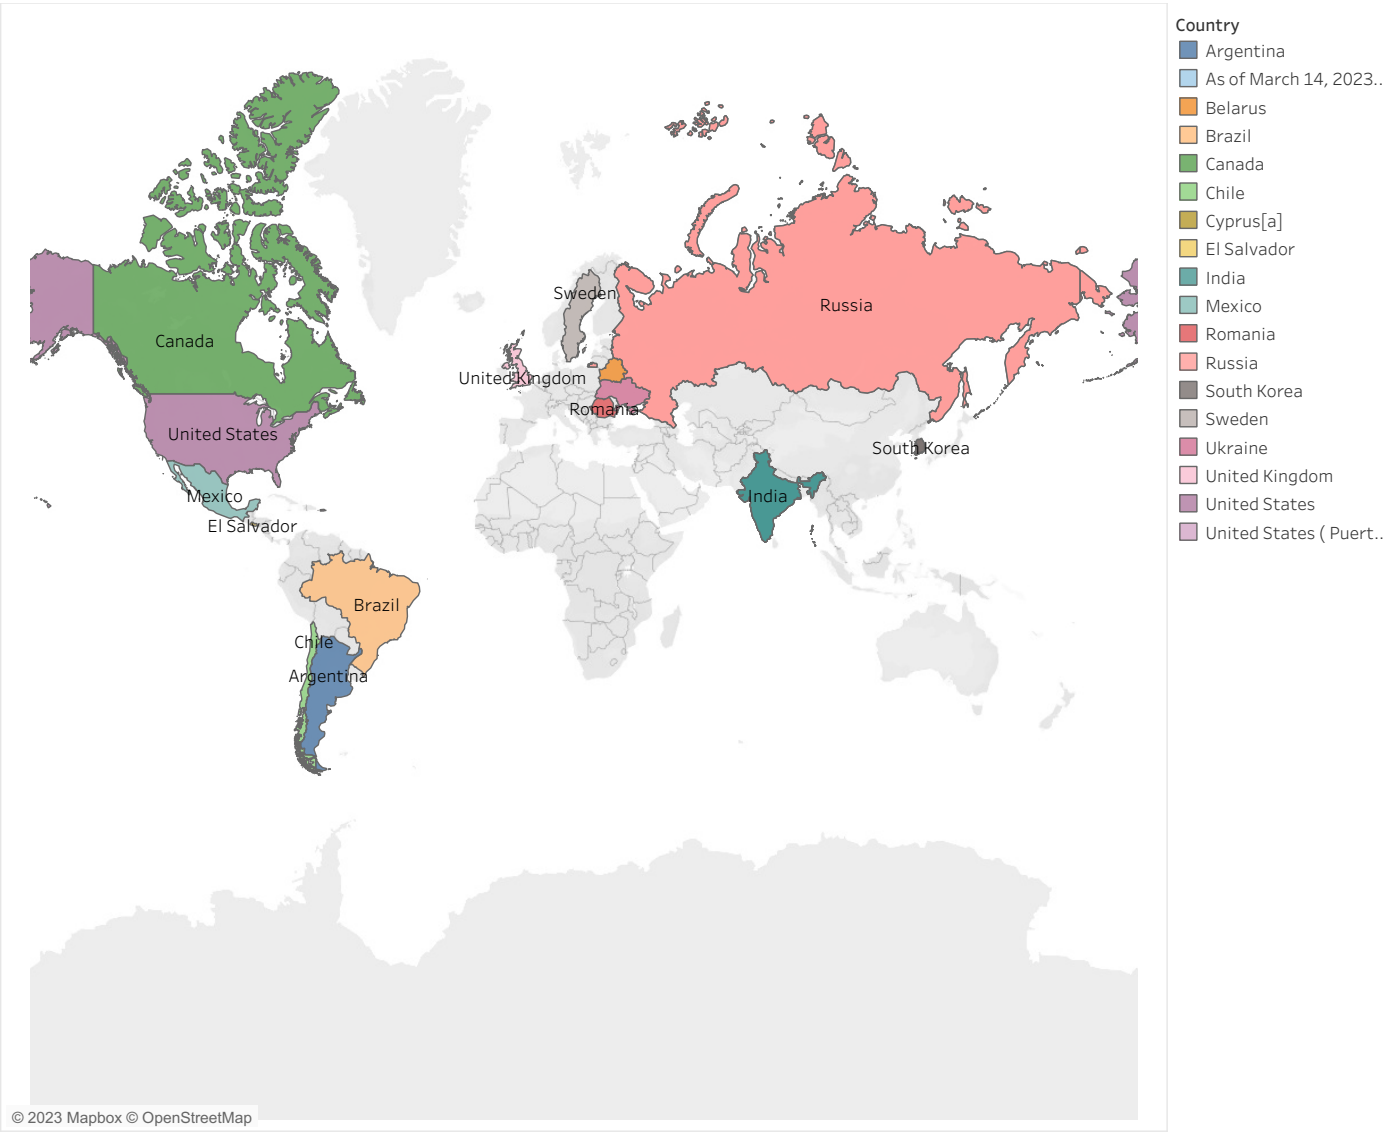 Country
Argentina
As of March 14, 2023..
Belarus
Brazil
Canada
Chile
Cyprus[a]
El Salvador
India
Mexico
Romania
Russia
South Korea
Sweden
Ukraine
United Kingdom
United States
United States ( Puert..
Sweden
Russia
Canada
United Kingdom
Romania
United States
South Korea
Mexico
India
El Salvador
Brazil
Chile
Argentina
© 2023 Mapbox © OpenStreetMap